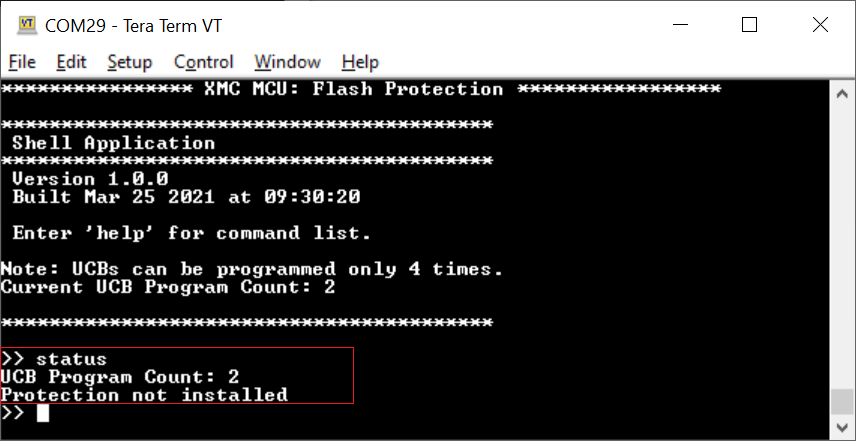 COM29 - Tera Term VT
File Edit Setup Control Window Help
**************** XMC MCU: Flash Protection *****************
*****************************************
Shell Application
*****************************************
Version 1.0.0
Built Mar 25 2021 at 09:30:20
Enter 'help' for command list.
Note: UCBs can be programmed only 4 times.
Current UCB Program Count: 2
*****************************************
>> status
UCB Program Count: 2
Protection not installed
>>